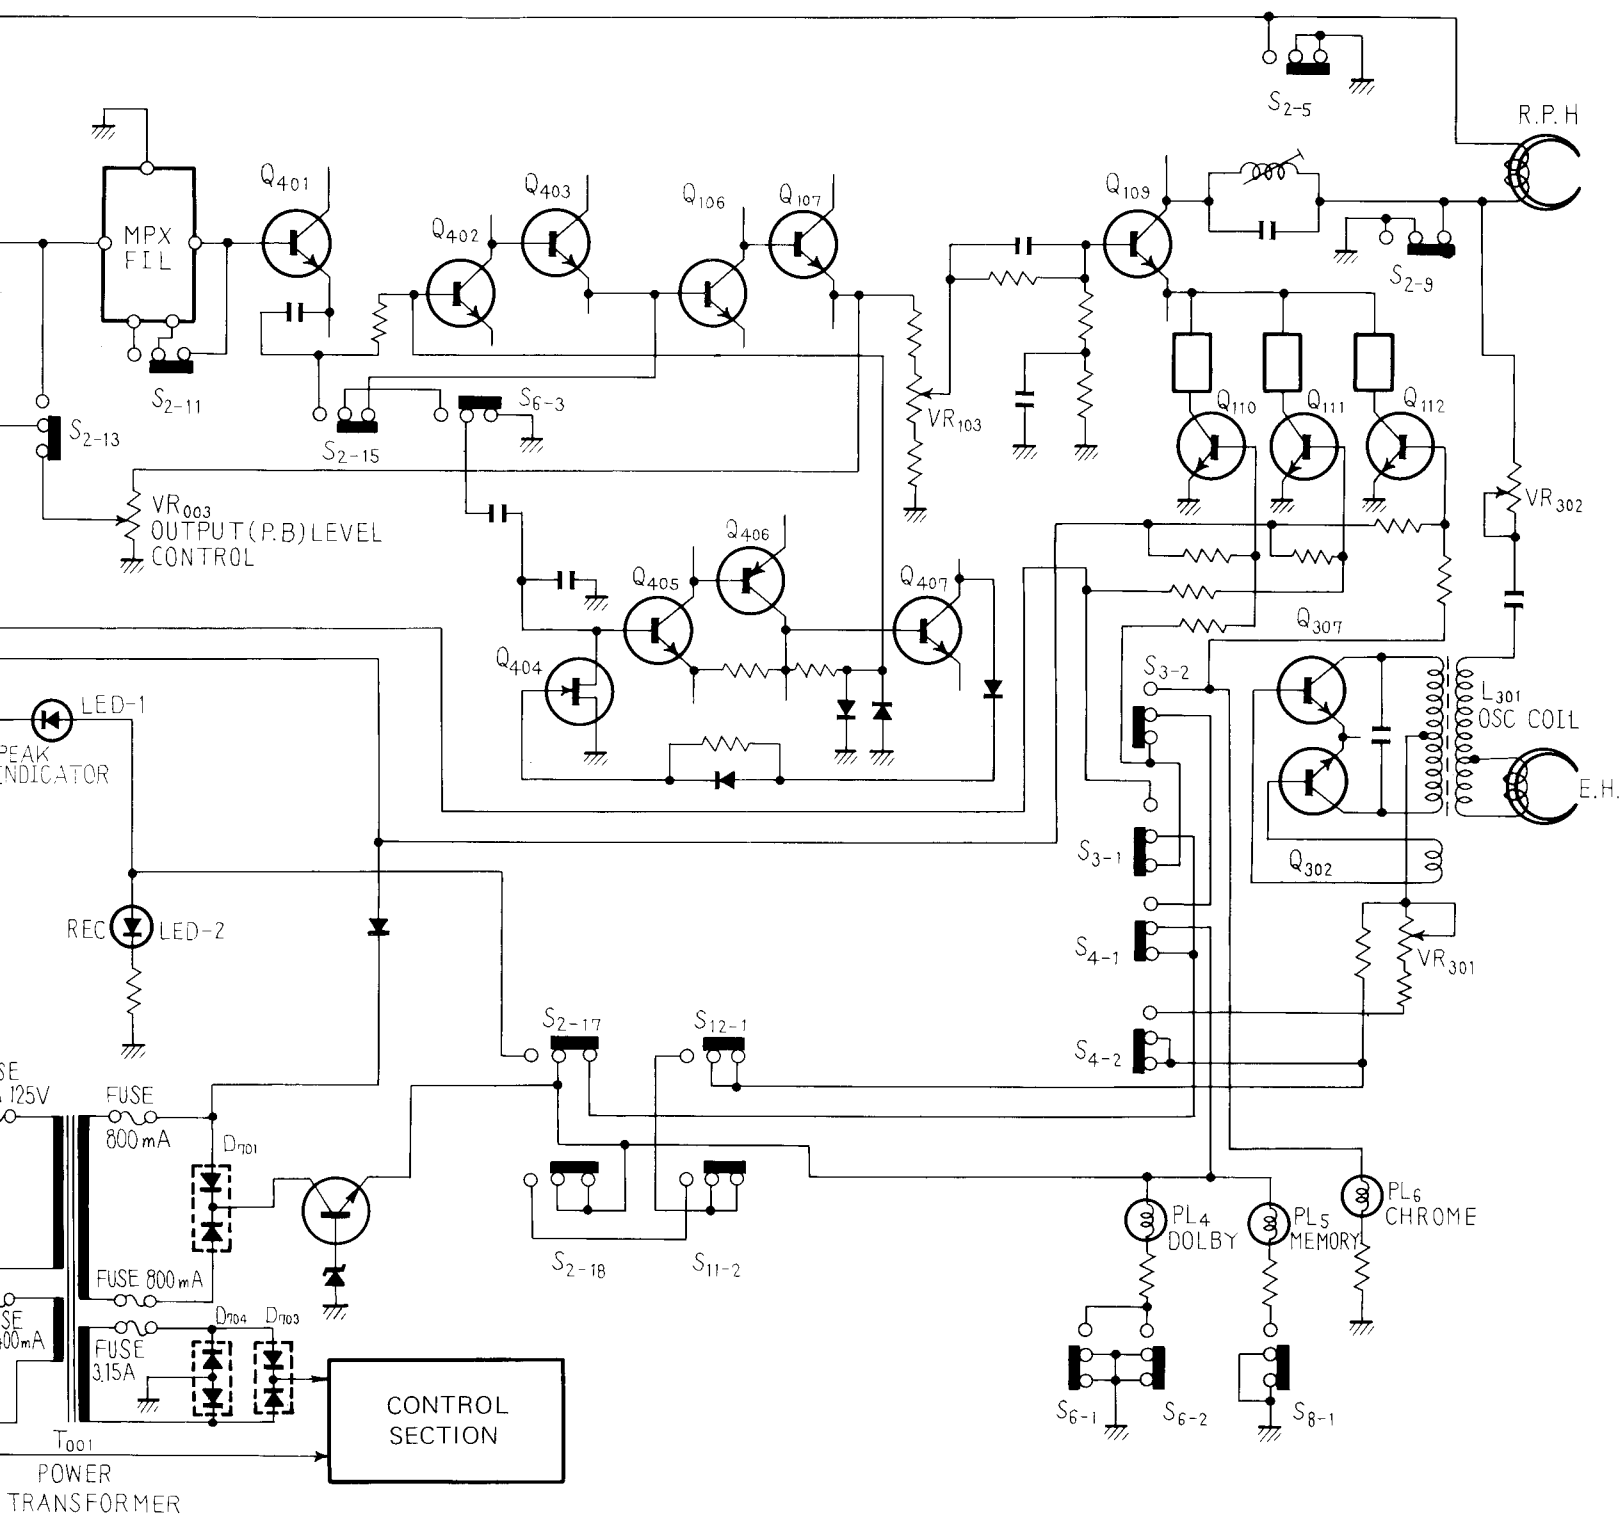 S2-5
R.P.H
Q401
Q403
Q106
Q107
Q109
Q402
MPX
FIL
S2-9
S2-11
S6-3
VR103
Q110
Q111
Q112
S2-13
S2-15
VR003
OUTPUT(P.B)LEVEL
CONTROL
VR302
Q406
Q405
Q407
Q307
Q404
S3-2
LED-1
L301
OSC COIL
PEAK
INDICATOR
E.H.
S3-1
Q302
REC
LED-2
S4-1
VR301
S2-17
S12-1
S4-2
SE
125V
FUSE
800mA
D701
PL4
DOLBY
PL5
MEMORY
PL6
CHROME
S2-18
S11-2
FUSE 800mA
SE
400mA
D704
D703
FUSE
3.15A
CONTROL
SECTION
S6-1
S6-2
S8-1
T001
POWER
TRANSFORMER